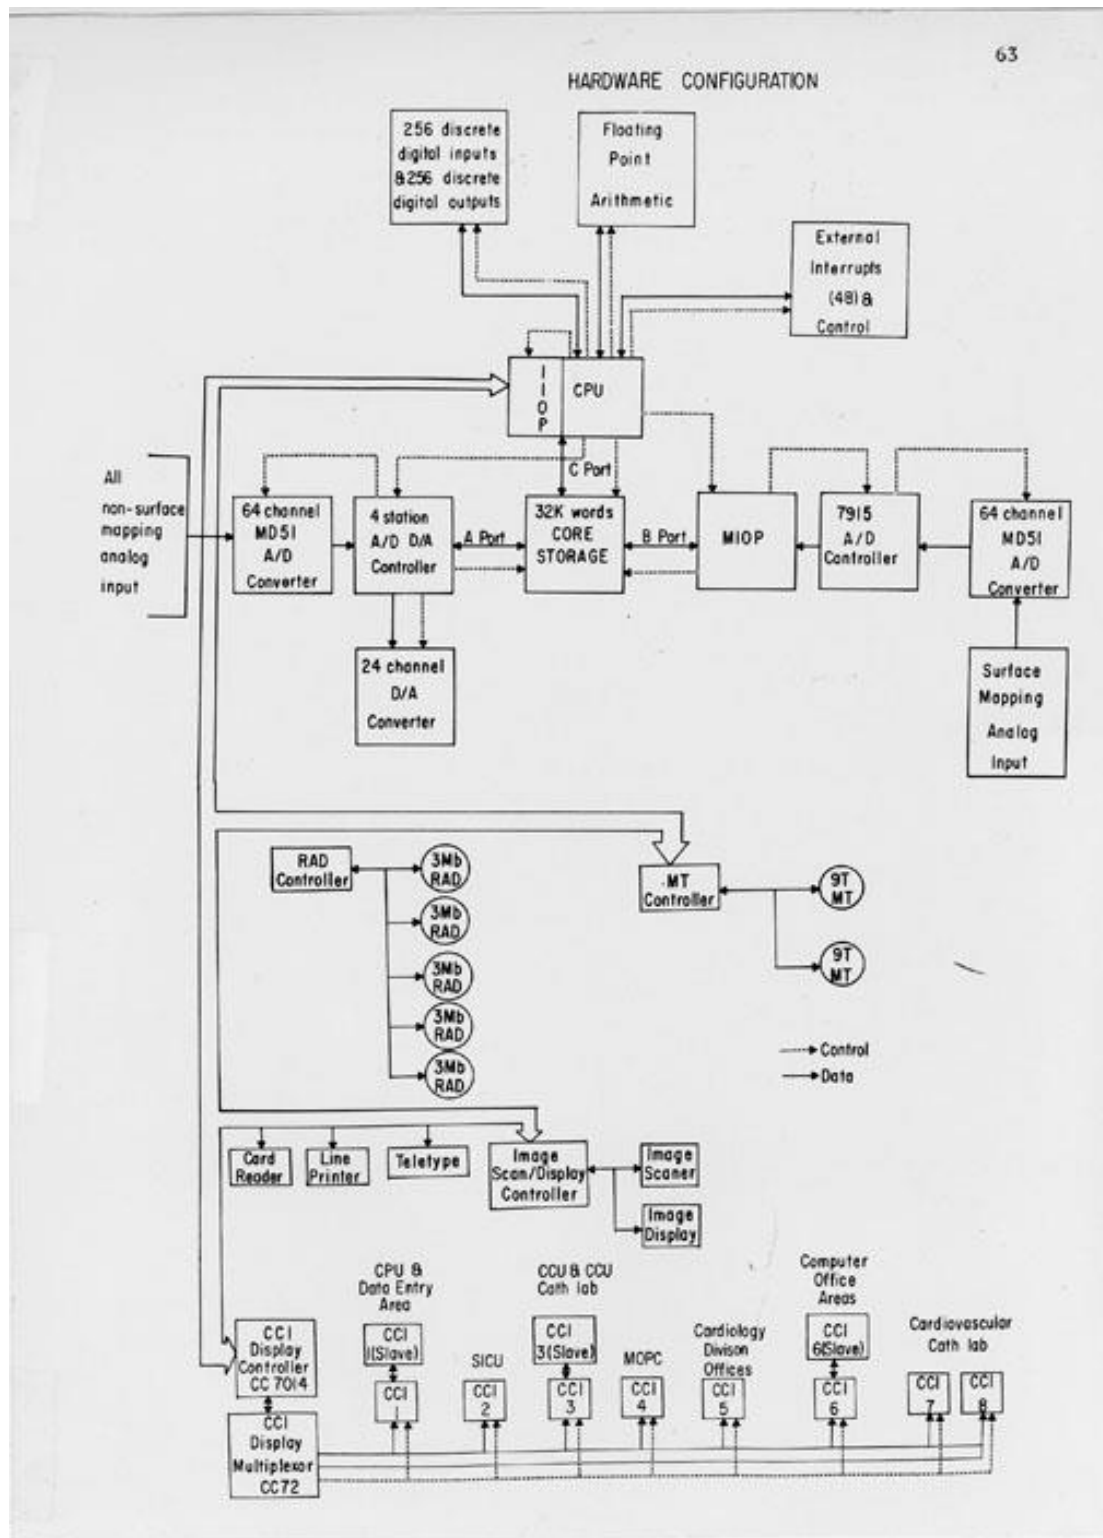 63
HARDWARE CONFIGURATION
256 discrete
digital inputs
&256 discrete
digital outputs
Floating
Point
Arithmetic
External
Interrupts
(48) &
Control
IIOP
CPU
C Port
All
non-surface
mapping
analog
input
64 channel
MD51
A/D
Converter
4 station
A/D D/A
Controller
A Port
32K words
CORE
STORAGE
B Port
MIOP
7915
A/D
Controller
64 channel
MD51
A/D
Converter
24 channel
D/A
Converter
Surface
Mapping
Analog
Input
RAD
Controller
3Mb
RAD
3Mb
RAD
3Mb
RAD
3Mb
RAD
3Mb
RAD
MT
Controller
9T
MT
9T
MT
Control
Data
Card
Reader
Line
Printer
Teletype
Image
Scan/Display
Controller
Image
Scaner
Image
Display
CPU &
Data Entry
Area
CCI
1(Slave)
CCI
1
SICU
CCI
2
CCU & CCU
Cath lab
CCI
3(Slave)
CCI
3
MOPC
CCI
4
Cardiology
Divison
Offices
CCI
5
Computer
Office
Areas
CCI
6(Slave)
CCI
6
Cardiovascular
Cath lab
CCI
7
CCI
8
CCI
Display
Controller
CC 7014
CCI
Display
Multiplexor
CC72